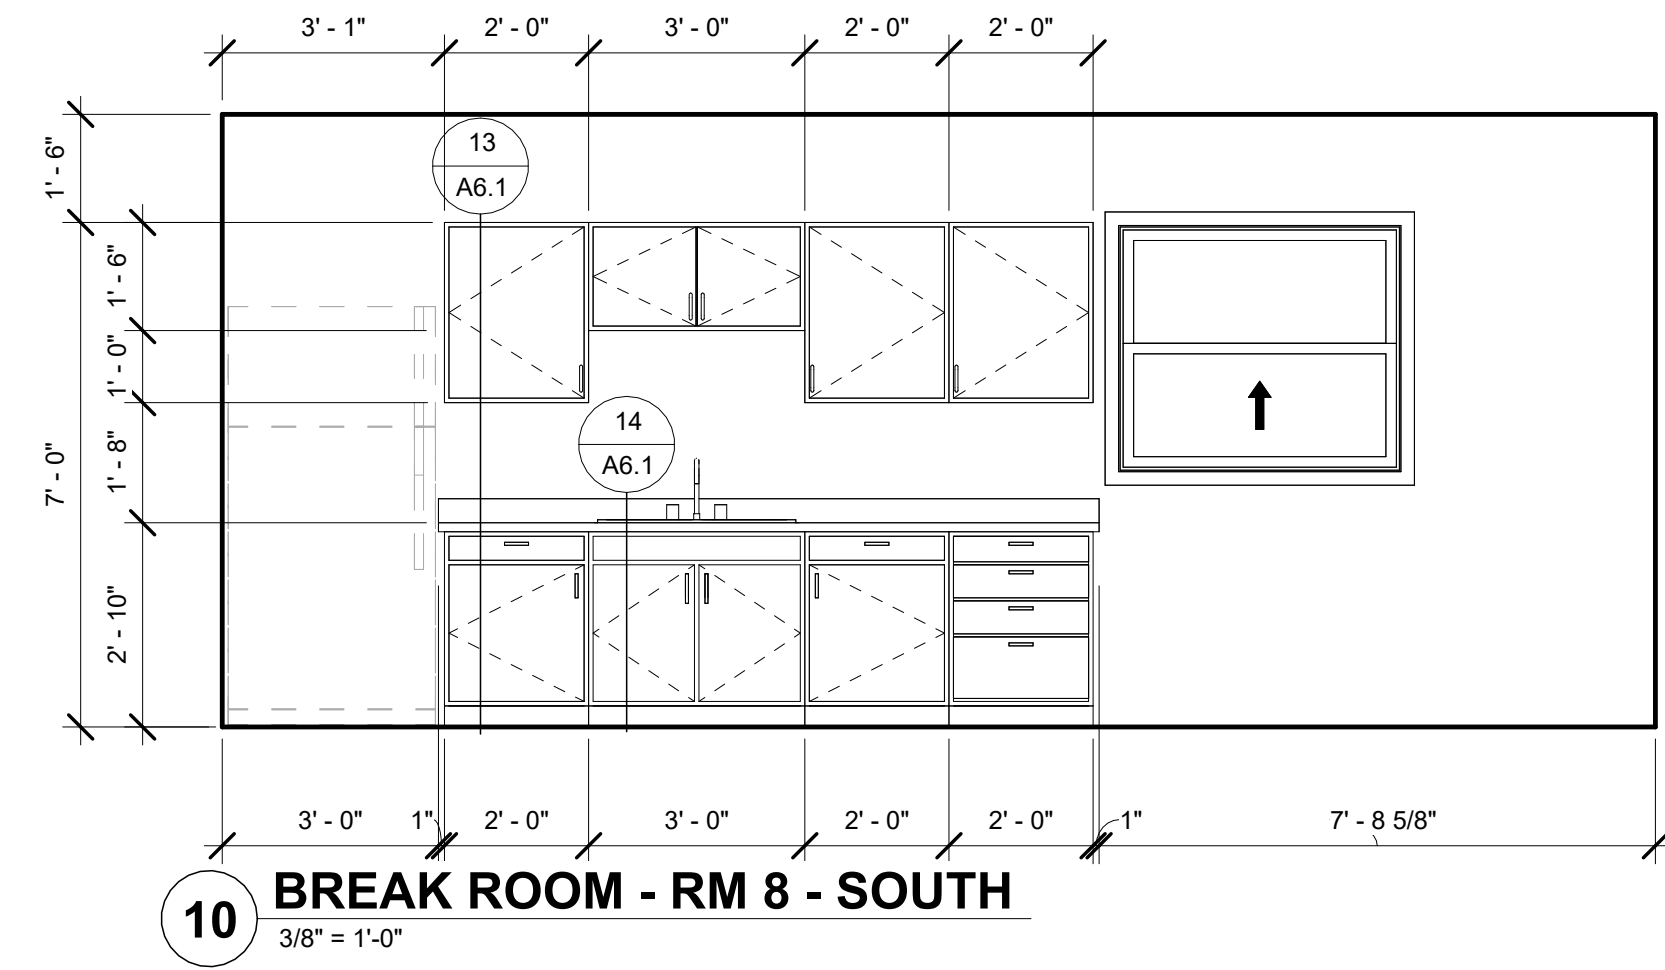 3' - 1"
2' - 0"
3' - 0"
2' - 0"
2' - 0"
1' - 6"
13
A6.1
1' - 6"
1' - 0"
1' - 8"
7' - 0"
14
A6.1
2' - 10"
3' - 0"
1"
2' - 0"
3' - 0"
2' - 0"
2' - 0"
1"
7' - 8 5/8"
10
BREAK ROOM - RM 8 - SOUTH
3/8" = 1'-0"